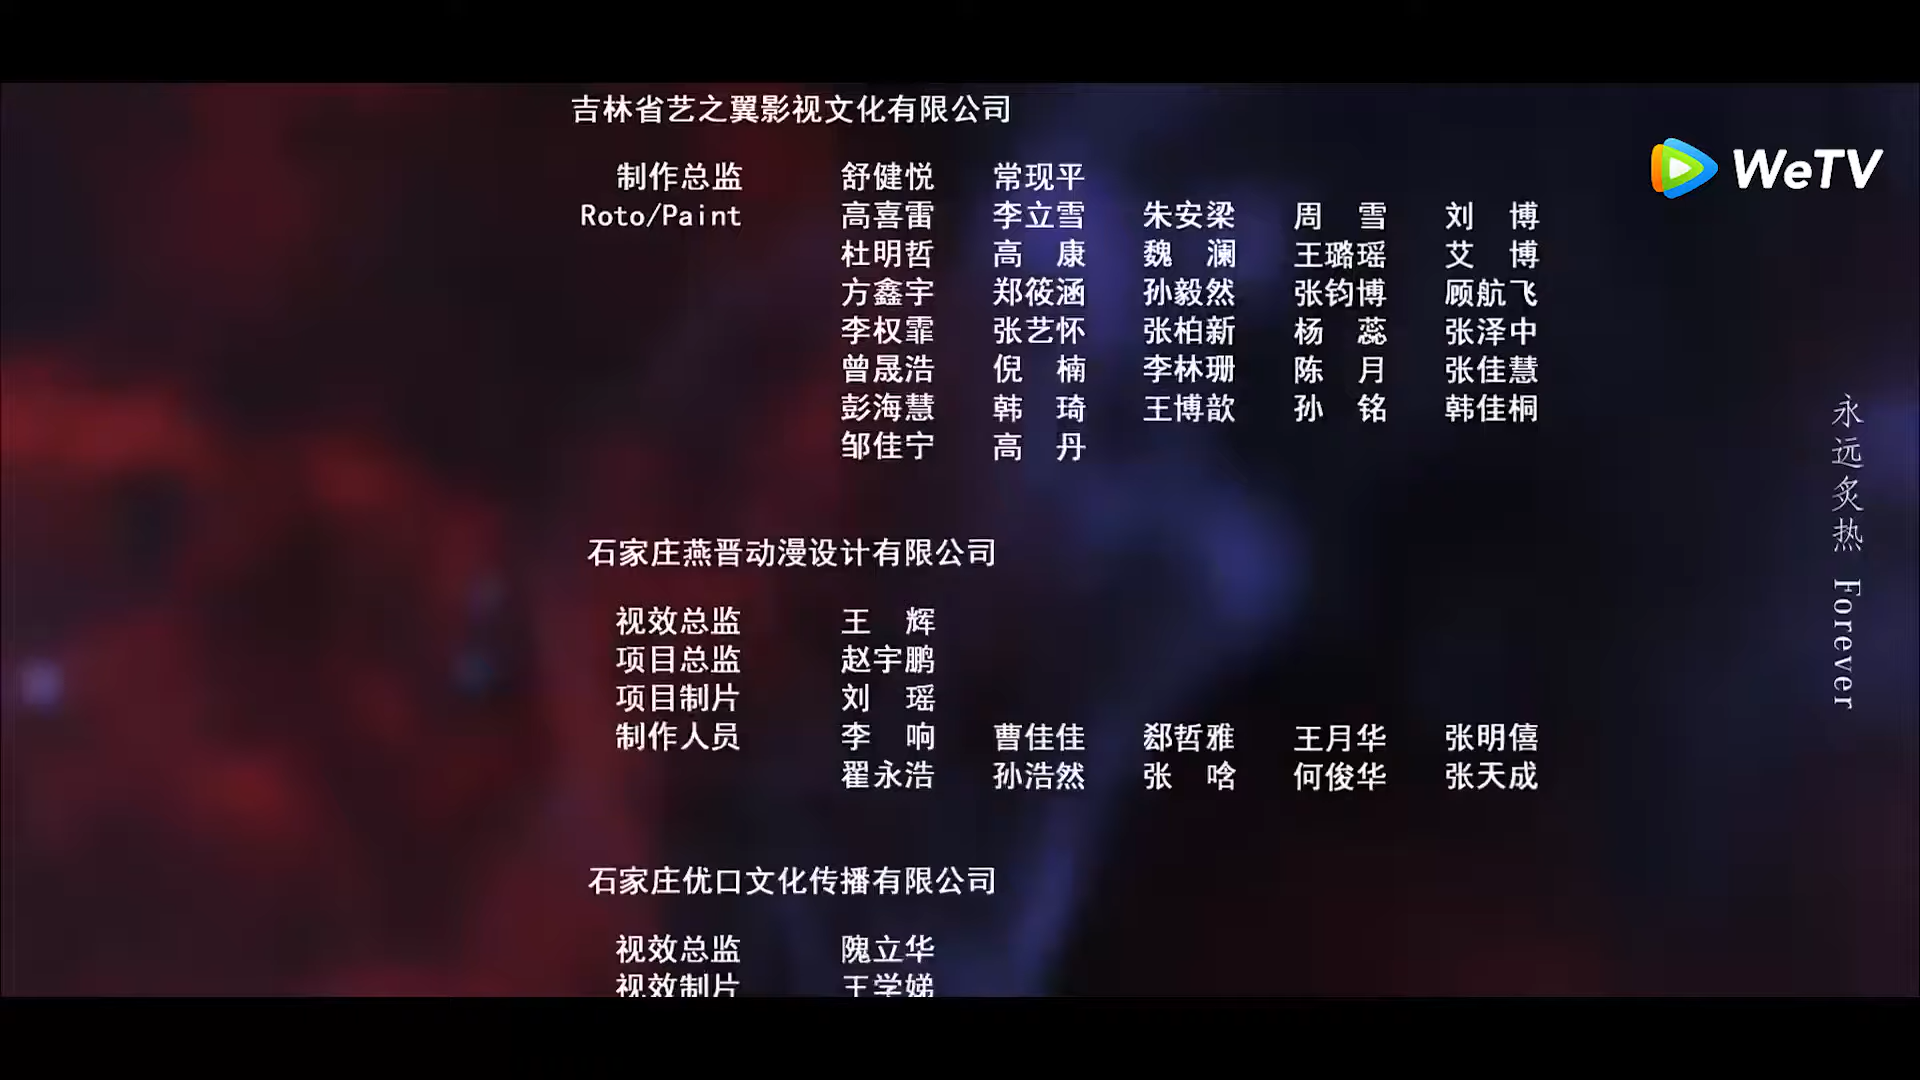 吉林省艺之翼影视文化有限公司
WeTV
制作总监 舒健悦 常现平
Roto/Paint 高喜雷 李立雪 朱安梁 周 雪 刘 博
杜明哲 高 康 魏 澜 王璐瑶 艾 博
方鑫宇 郑筱涵 孙毅然 张钧博 顾航飞
李权霏 张艺怀 张柏新 杨 蕊 张泽中
曾晟浩 倪 楠 李林珊 陈 月 张佳慧
彭海慧 韩 琦 王博歆 孙 铭 韩佳桐
邹佳宁 高 丹
石家庄燕晋动漫设计有限公司
视效总监 王 辉
项目总监 赵宇鹏
项目制片 刘 瑶
制作人员 李 响 曹佳佳 郄哲雅 王月华 张明僖
翟永浩 孙浩然 张 晗 何俊华 张天成
石家庄优口文化传播有限公司
视效总监 隗立华
视效制片 王学娣
永远炙热 Forever